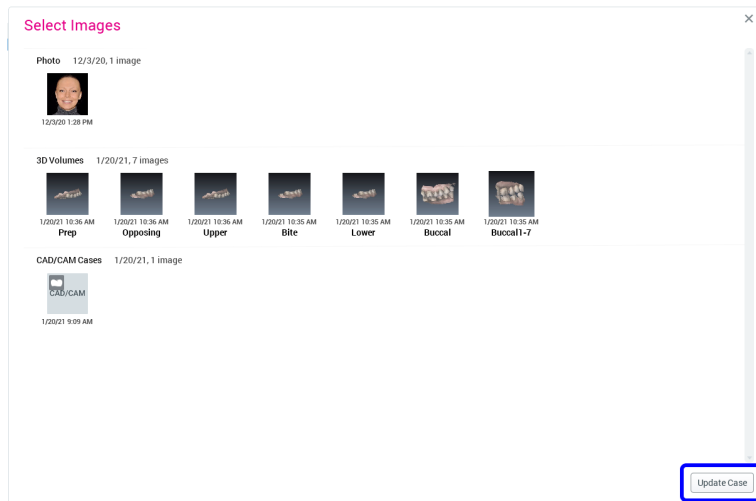 Select Images
Photo 12/3/20, 1 image
12/3/20 1:28 PM
3D Volumes 1/20/21, 7 images
1/20/21 10:36 AM 1/20/21 10:36 AM 1/20/21 10:36 AM 1/20/21 10:35 AM 1/20/21 10:35 AM 1/20/21 10:35 AM 1/20/21 10:35 AM
Prep Opposing Upper Bite Lower Buccal Buccal1-7
CAD/CAM Cases 1/20/21, 1 image
CAD/CAM
1/20/21 9:09 AM
Update Case